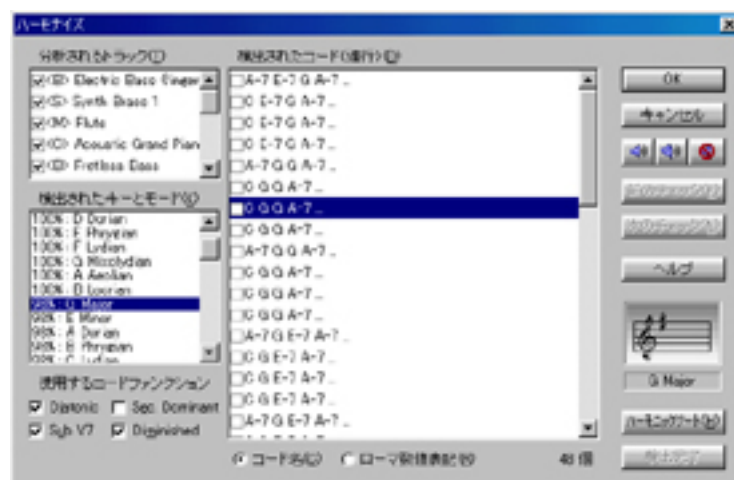 ハーモナイズ
分析されるトラック(T)
Electric Bass (finger
Synth Brass 1
Flute
Acoustic Grand Pian
Fretless Bass
検出されたキーとモード(K)
100% : D Dorian
100% : E Phrygian
100% : F Lydian
100% : G Mixolydian
100% : A Aeolian
100% : B Locrian
98% : G Major
98% : E Minor
98% : A Dorian
98% : B Phrygian
98% : C Lydian
使用するコードファンクション
Diatonic
Sec. Dominant
Sub V7
Diminished
検出されたコード(進行)
A-7 E-7 G A-7 ..
C E-7 G A-7 ..
C E-7 G A-7 ..
C E-7 G A-7 ..
A-7 G G A-7 ..
C G G A-7 ..
C G G A-7 ..
C G G A-7 ..
A-7 G G A-7 ..
C G G A-7 ..
C G G A-7 ..
A-7 G E-7 A-7 ..
C G E-7 A-7 ..
C G E-7 A-7 ..
C G E-7 A-7 ..
A-7 G E-7 A-7 ..
コード名(C)
ローマ数値表記(R)
48 個
OK
キャンセル
ヘルプ
G Major